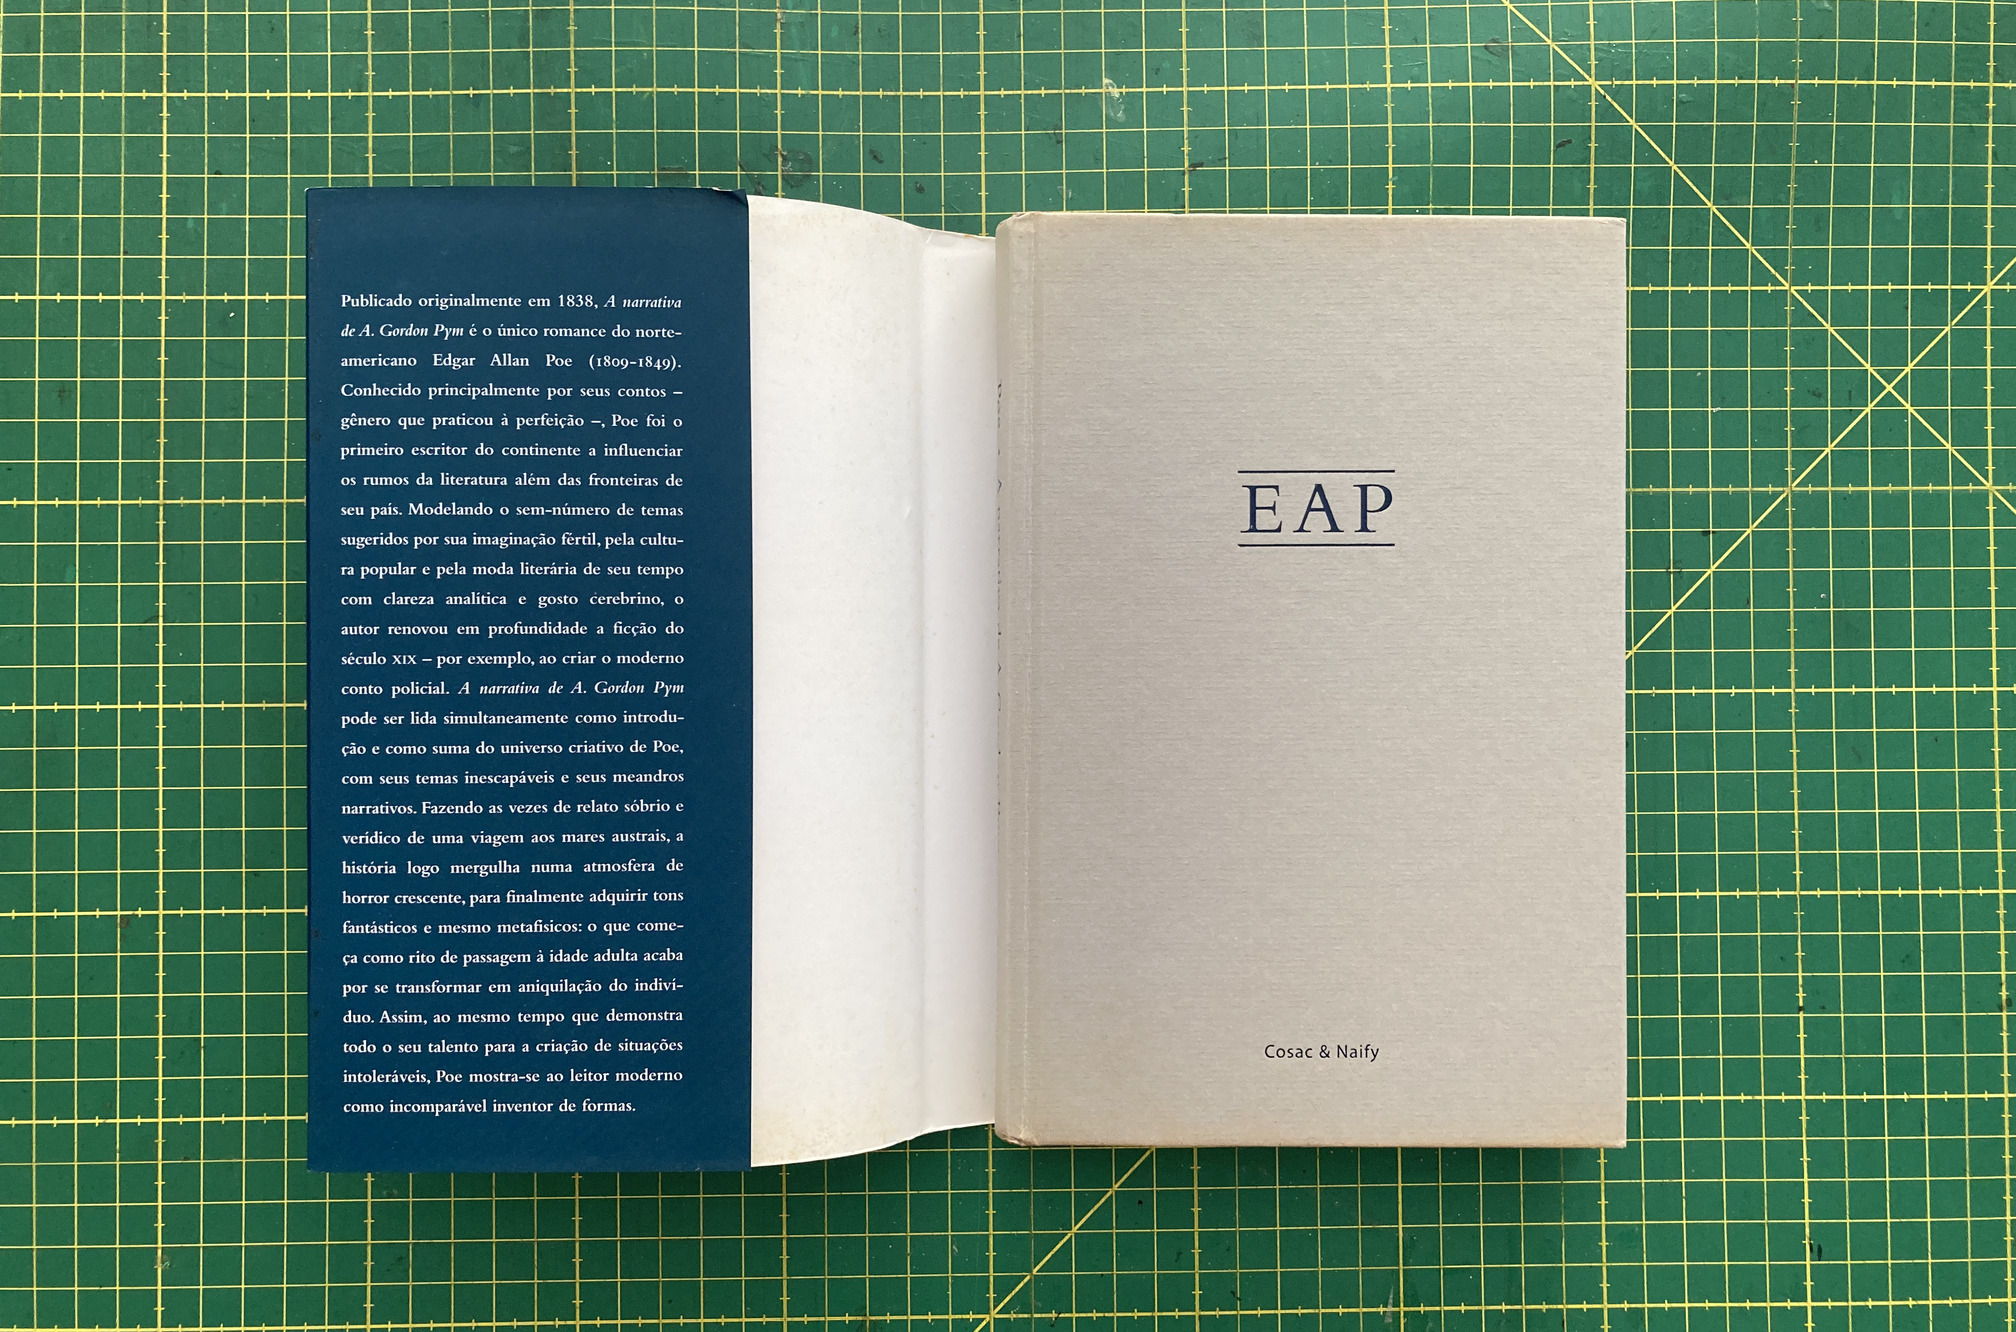 Publicado originalmente em 1838, A narrativa
de A. Gordon Pym é o único romance do norte-
americano Edgar Allan Poe (1809-1849).
Conhecido principalmente por seus contos –
gênero que praticou à perfeição –, Poe foi o
primeiro escritor do continente a influenciar
os rumos da literatura além das fronteiras de
seu país. Modelando o sem-número de temas
sugeridos por sua imaginação fértil, pela cultu-
ra popular e pela moda literária de seu tempo
com clareza analítica e gosto cerebrino, o
autor renovou em profundidade a ficção do
século XIX – por exemplo, ao criar o moderno
conto policial. A narrativa de A. Gordon Pym
pode ser lida simultaneamente como introdu-
ção e como suma do universo criativo de Poe,
com seus temas inescapáveis e seus meandros
narrativos. Fazendo as vezes de relato sóbrio e
verídico de uma viagem aos mares austrais, a
história logo mergulha numa atmosfera de
horror crescente, para finalmente adquirir tons
fantásticos e mesmo metafísicos: o que come-
ça como rito de passagem à idade adulta acaba
por se transformar em aniquilação do indiví-
duo. Assim, ao mesmo tempo que demonstra
todo o seu talento para a criação de situações
intoleráveis, Poe mostra-se ao leitor moderno
como incomparável inventor de formas.
EAP
Cosac & Naify